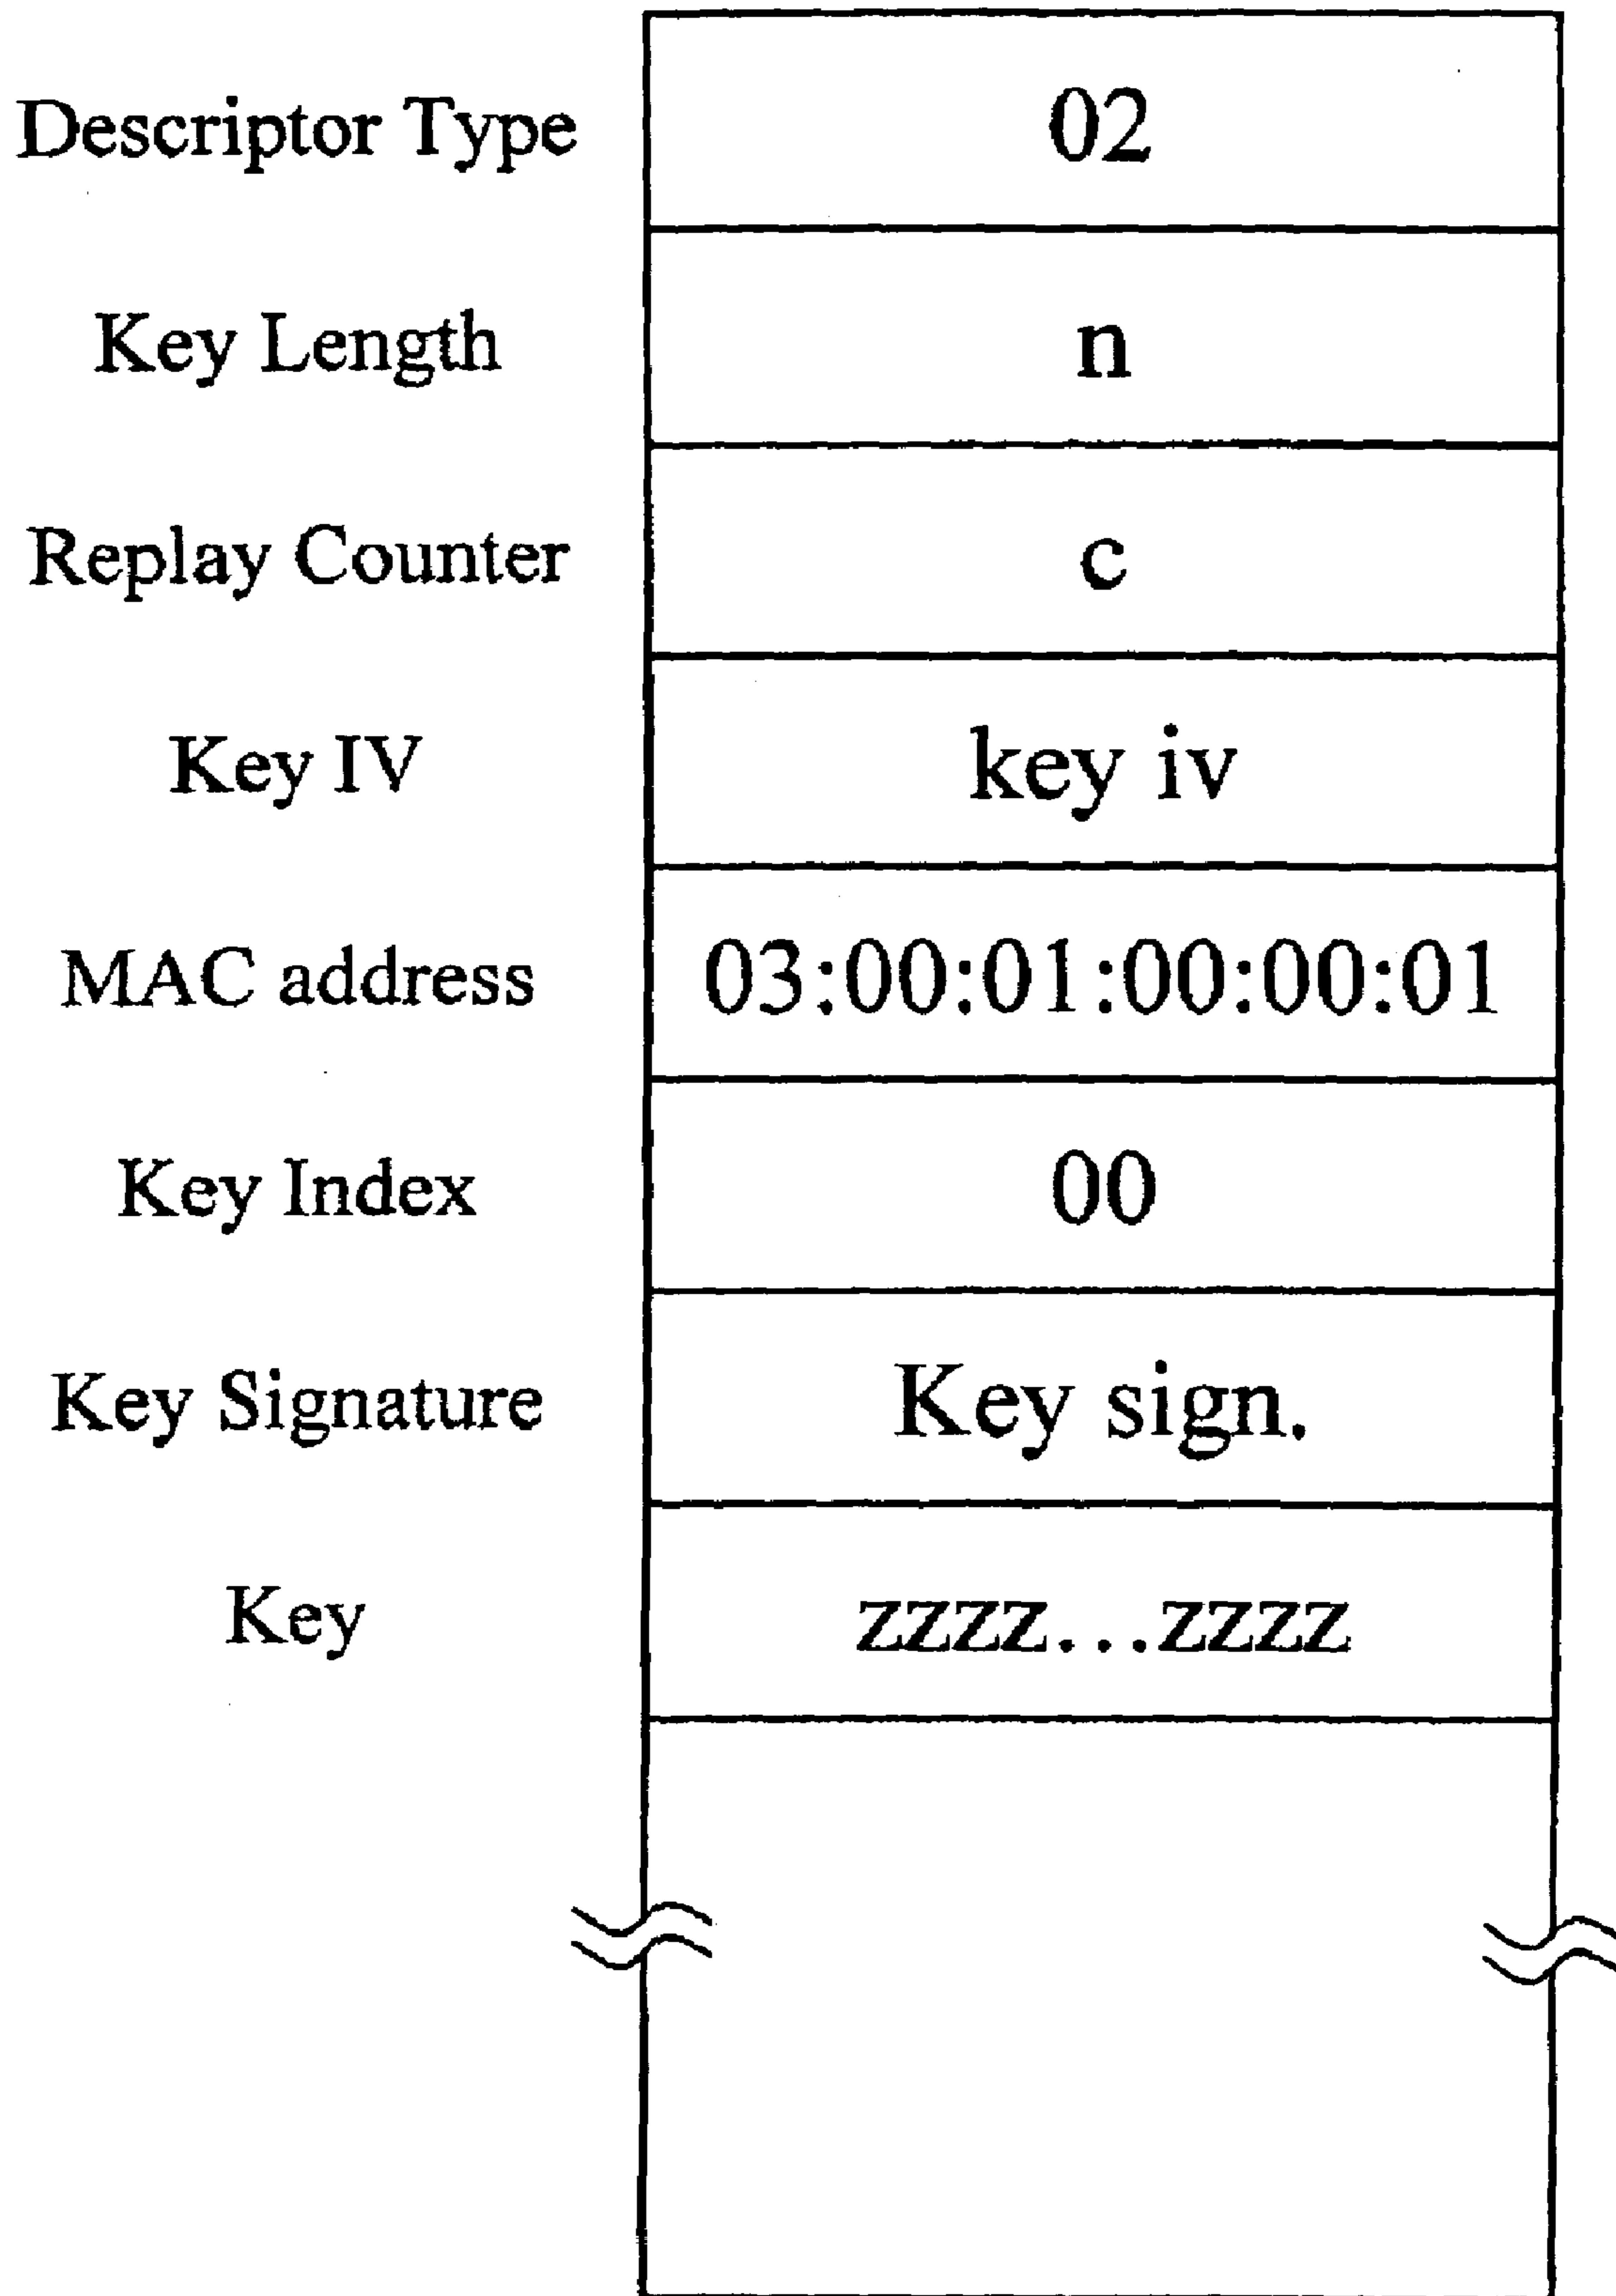 Descriptor Type 02
Key Length n
Replay Counter c
Key IV key iv
MAC address 03:00:01:00:00:01
Key Index 00
Key Signature Key sign.
Key zzzz...zzzz